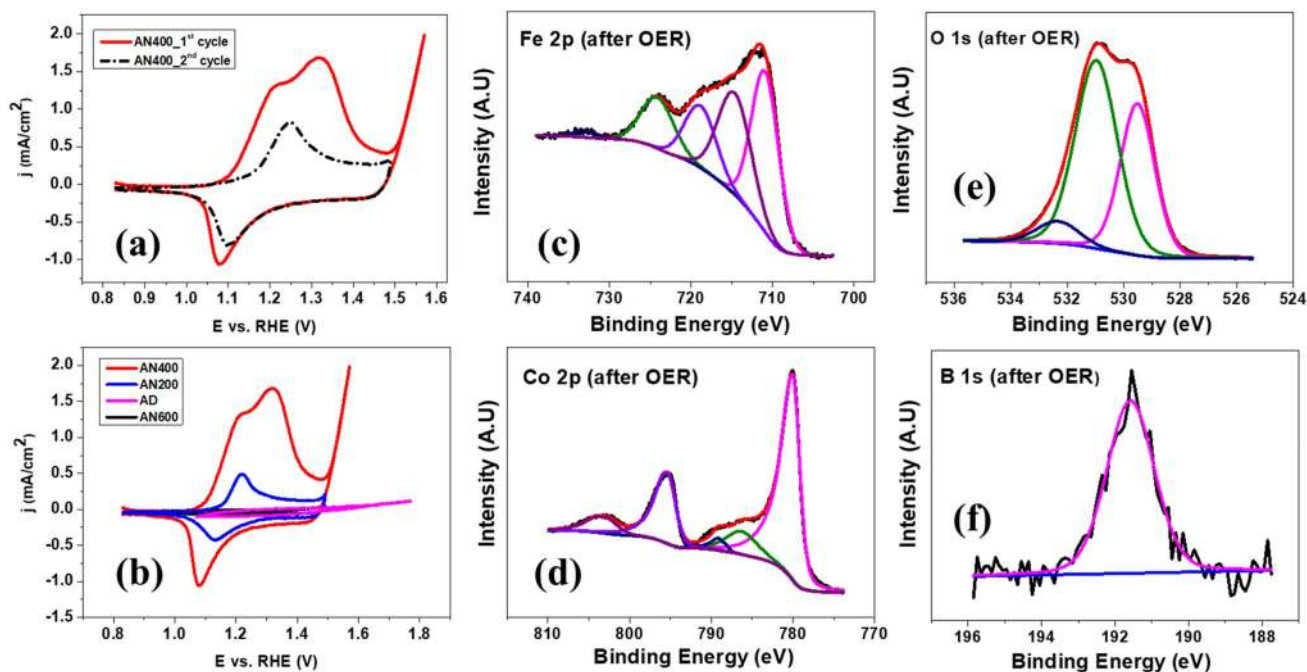 AN400_1st cycle
AN400_2nd cycle
j (mA/cm2)
2.0
1.5
1.0
0.5
0.0
-0.5
-1.0
(a)
0.8 0.9 1.0 1.1 1.2 1.3 1.4 1.5 1.6
E vs. RHE (V)
Fe 2p (after OER)
Intensity (A.U)
(c)
739 730 720 710 700
Binding Energy (eV)
O 1s (after OER)
Intensity (A.U)
(e)
536 534 532 530 528 526 524
Binding Energy (eV)
AN400
AN200
AD
AN600
j (mA/cm2)
2.0
1.5
1.0
0.5
0.0
-0.5
-1.0
-1.5
(b)
0.8 1.0 1.2 1.4 1.6 1.8
E vs. RHE (V)
Co 2p (after OER)
Intensity (A.U)
(d)
810 800 790 780 770
Binding Energy (eV)
B 1s (after OER)
Intensity (A.U)
(f)
196 194 192 190 188
Binding Energy (eV)